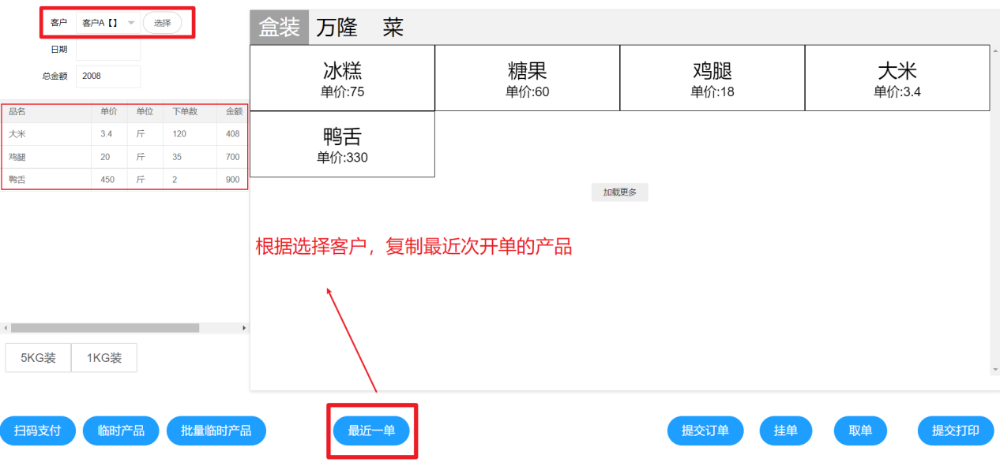 客户 客户A【】 选择
日期
总金额 2008
品名 单价 单位 下单数 金额
大米 3.4 斤 120 408
鸡腿 20 斤 35 700
鸭舌 450 斤 2 900
5KG装 1KG装
盒装 万隆 菜
冰糕 糖果 鸡腿 大米
单价:75 单价:60 单价:18 单价:3.4
鸭舌
单价:330
加载更多
根据选择客户，复制最近次开单的产品
扫码支付 临时产品 批量临时产品 最近一单 提交订单 挂单 取单 提交打印